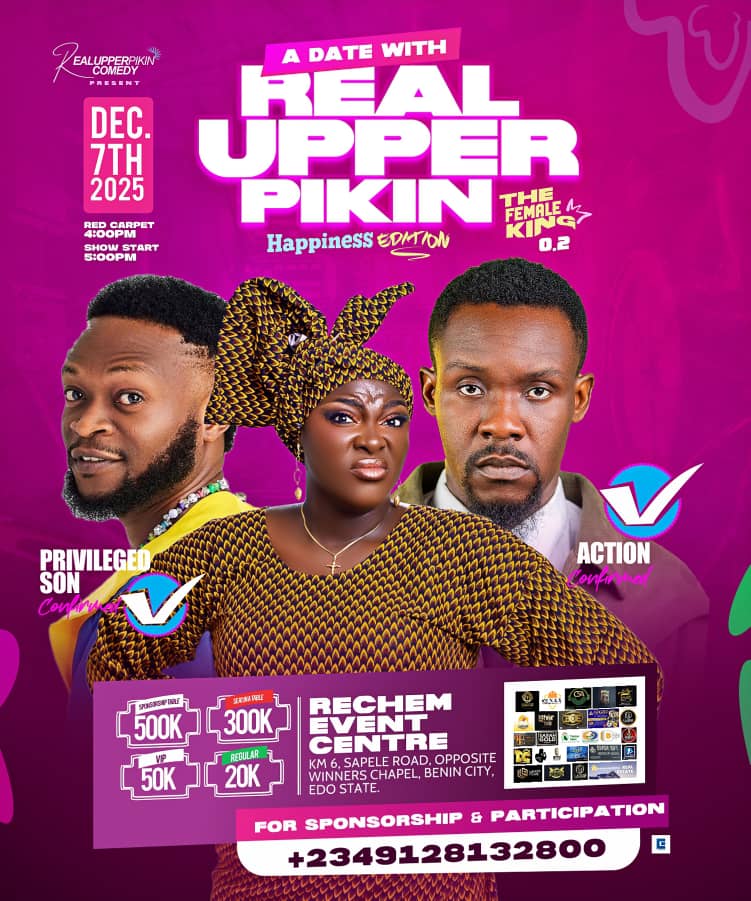 REALUPPERPIKIN
COMEDY
PRESENT
A DATE WITH
REAL
UPPER
PIKIN
Happiness EDITION
THE
FEMALE
KING
0.2
DEC.
7TH
2025
RED CARPET
4:00PM
SHOW START
5:00PM
PRIVILEGED
SON
Confirmed
ACTION
Confirmed
SPONSORSHIP TABLE
500K
300K
VIP
50K
REGULAR
20K
RECHEM
EVENT
CENTRE
KM 6, SAPELE ROAD, OPPOSITE
WINNERS CHAPEL, BENIN CITY,
EDO STATE.
FOR SPONSORSHIP & PARTICIPATION
+2349128132800